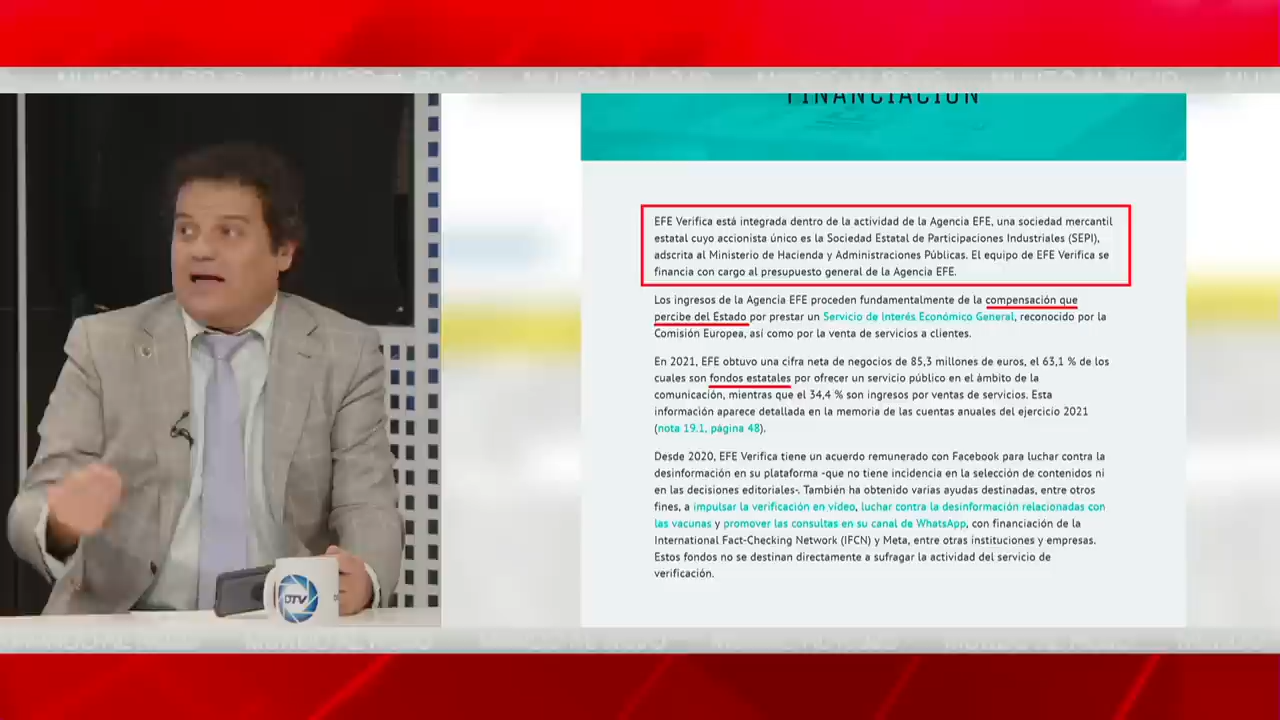 FINANCIACIÓN
EFE Verifica está integrada dentro de la actividad de la Agencia EFE, una sociedad mercantil
estatal cuyo accionista único es la Sociedad Estatal de Participaciones Industriales (SEPI),
adscrita al Ministerio de Hacienda y Administraciones Públicas. El equipo de EFE Verifica se
financia con cargo al presupuesto general de la Agencia EFE.
Los ingresos de la Agencia EFE proceden fundamentalmente de la compensación que
percibe del Estado por prestar un Servicio de Interés Económico General, reconocido por la
Comisión Europea, así como por la venta de servicios a clientes.
En 2021, EFE obtuvo una cifra neta de negocios de 85,3 millones de euros, el 63,1 % de los
cuales son fondos estatales por ofrecer un servicio público en el ámbito de la
comunicación, mientras que el 34,4 % son ingresos por ventas de servicios. Esta
información aparece detallada en la memoria de las cuentas anuales del ejercicio 2021
(nota 19.1, página 48).
Desde 2020, EFE Verifica tiene un acuerdo remunerado con Facebook para luchar contra la
desinformación en su plataforma -que no tiene incidencia en la selección de contenidos ni
en las decisiones editoriales-. También ha obtenido varias ayudas destinadas, entre otros
fines, a impulsar la verificación en vídeo, luchar contra la desinformación relacionadas con
las vacunas y promover las consultas en su canal de WhatsApp, con financiación de la
International Fact-Checking Network (IFCN) y Meta, entre otras instituciones y empresas.
Estos fondos no se destinan directamente a sufragar la actividad del servicio de
verificación.
DTV